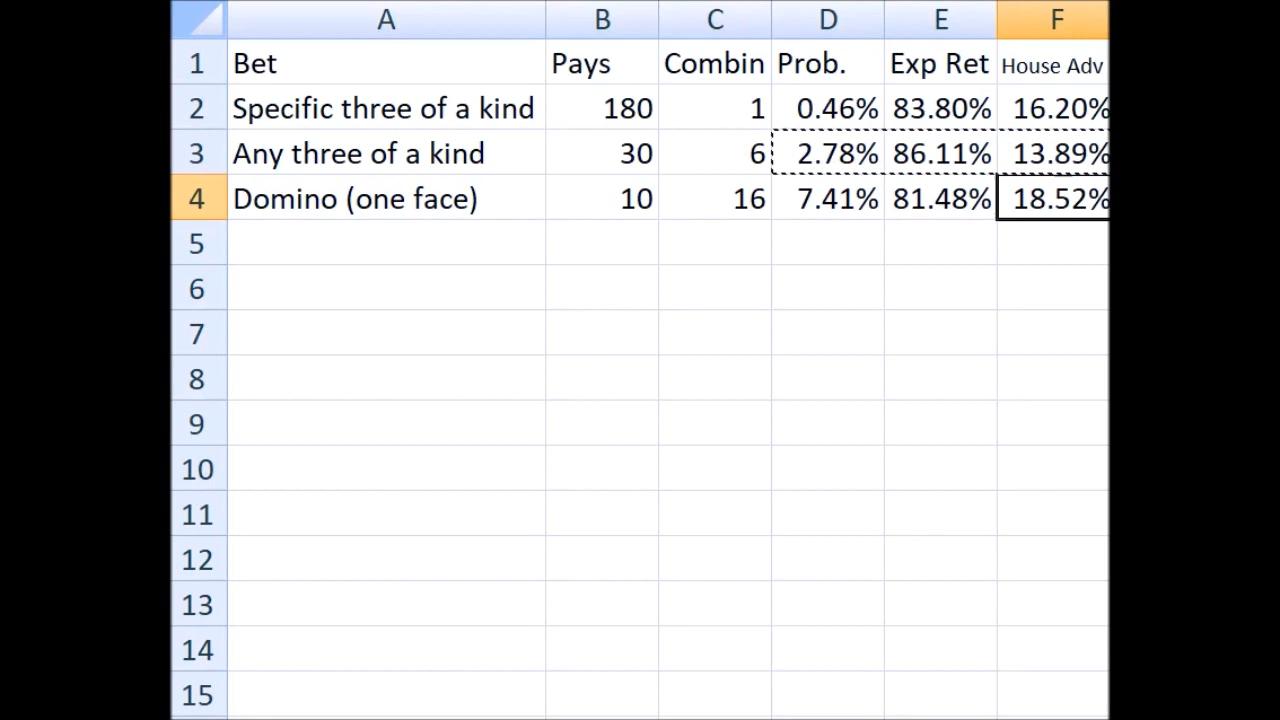 A B C D E F
1 Bet Pays Combin Prob. Exp Ret House Adv
2 Specific three of a kind 180 1 0.46% 83.80% 16.20%
3 Any three of a kind 30 6 2.78% 86.11% 13.89%
4 Domino (one face) 10 16 7.41% 81.48% 18.52%
5
6
7
8
9
10
11
12
13
14
15